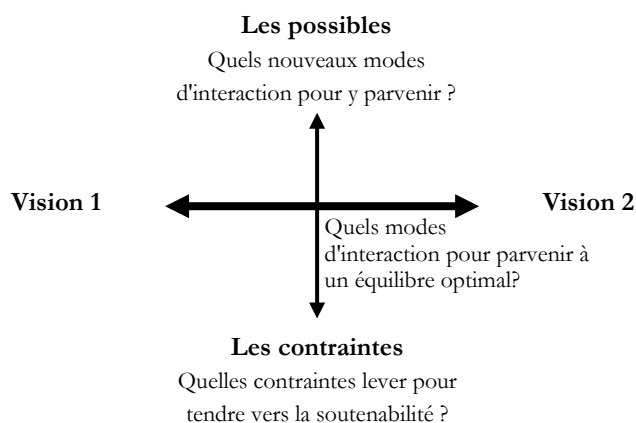 Les possibles
Quels nouveaux modes
d'interaction pour y parvenir ?
Vision 1
Vision 2
Quels modes
d'interaction pour parvenir à
un équilibre optimal?
Les contraintes
Quelles contraintes lever pour
tendre vers la soutenabilité ?